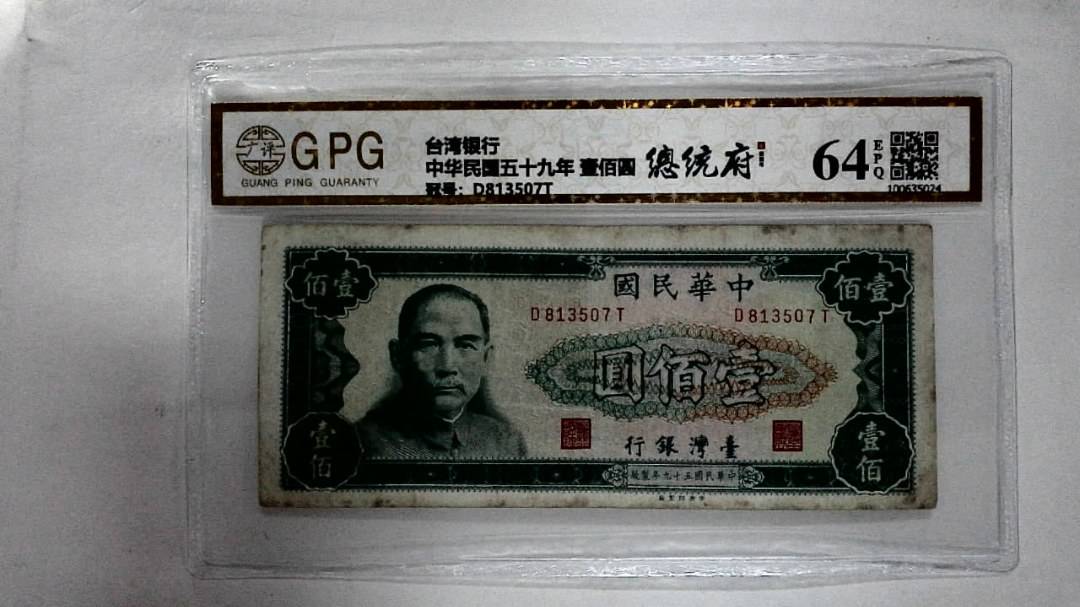 广评
GPG
GUANG PING GUARANTY
台湾银行
中华民国五十九年 壹佰圆
冠号: D813507T
總统府
64
EPQ
100635024
佰壹
佰壹
國民華中
D813507T
D813507T
圓佰壹
行銀灣臺
壹佰
壹佰
版製年九十五國民華中